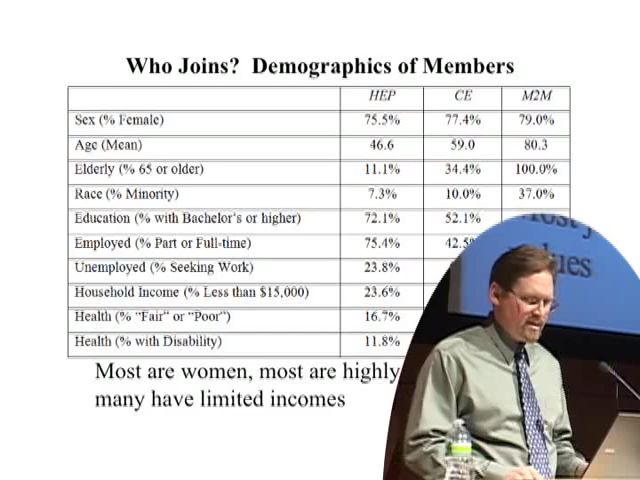 Who Joins? Demographics of Members
HEP CE M2M
Sex (% Female) 75.5% 77.4% 79.0%
Age (Mean) 46.6 59.0 80.3
Elderly (% 65 or older) 11.1% 34.4% 100.0%
Race (% Minority) 7.3% 10.0% 37.0%
Education (% with Bachelor's or higher) 72.1% 52.1%
Employed (% Part or Full-time) 75.4% 42.5%
Unemployed (% Seeking Work) 23.8%
Household Income (% Less than $15,000) 23.6%
Health (% "Fair" or "Poor") 16.7%
Health (% with Disability) 11.8%
Most are women, most are highly
many have limited incomes